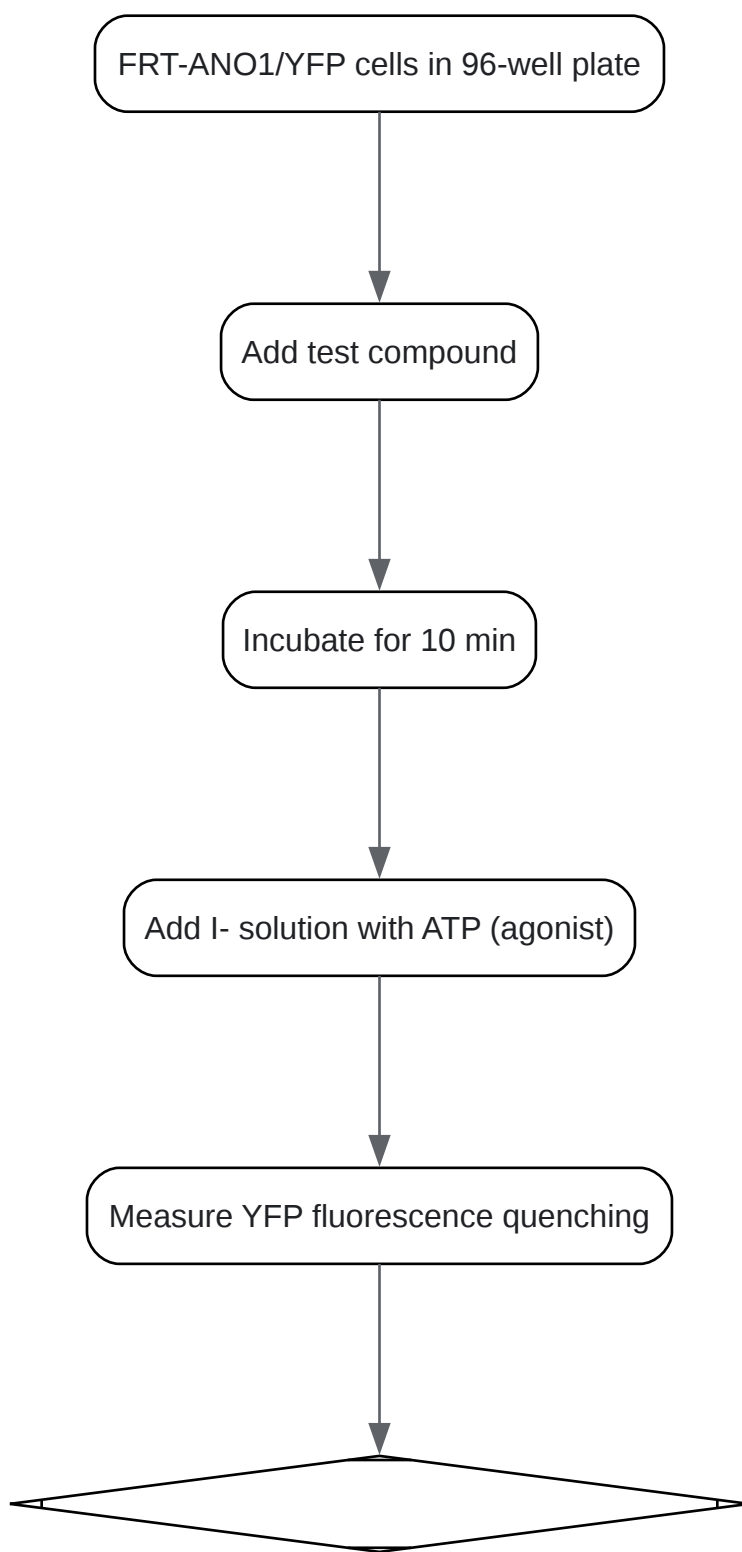 FRT-ANO1/YFP cells in 96-well plate
Add test compound
Incubate for 10 min
Add I- solution with ATP (agonist)
Measure YFP fluorescence quenching